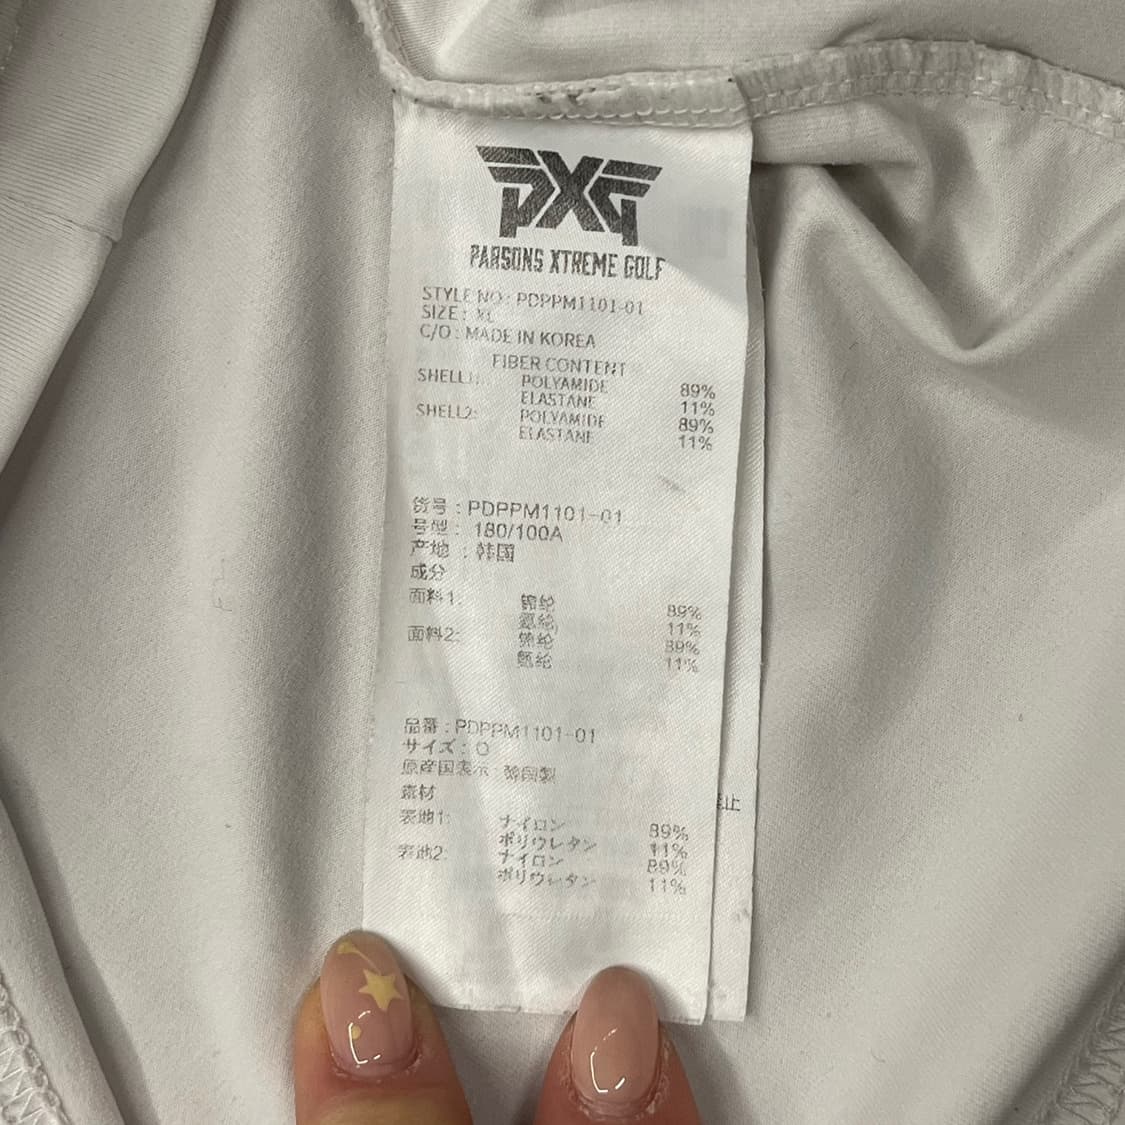 PXG
PARSONS XTREME GOLF
STYLE NO : PDPPM1101-01
SIZE : XL
C/O : MADE IN KOREA
FIBER CONTENT
SHELL1: POLYAMIDE 89%
ELASTANE 11%
SHELL2: POLYAMIDE 89%
ELASTANE 11%
货号 : PDPPM1101-01
号型 : 180/100A
产地 : 韩国
成分
面料1: 锦纶 89%
氨纶 11%
面料2: 锦纶 89%
氨纶 11%
品番 : PDPPM1101-01
サイズ : O
原産国表示 : 韓国製
素材
表地1: ナイロン 89%
ポリウレタン 11%
表地2: ナイロン 89%
ポリウレタン 11%
止